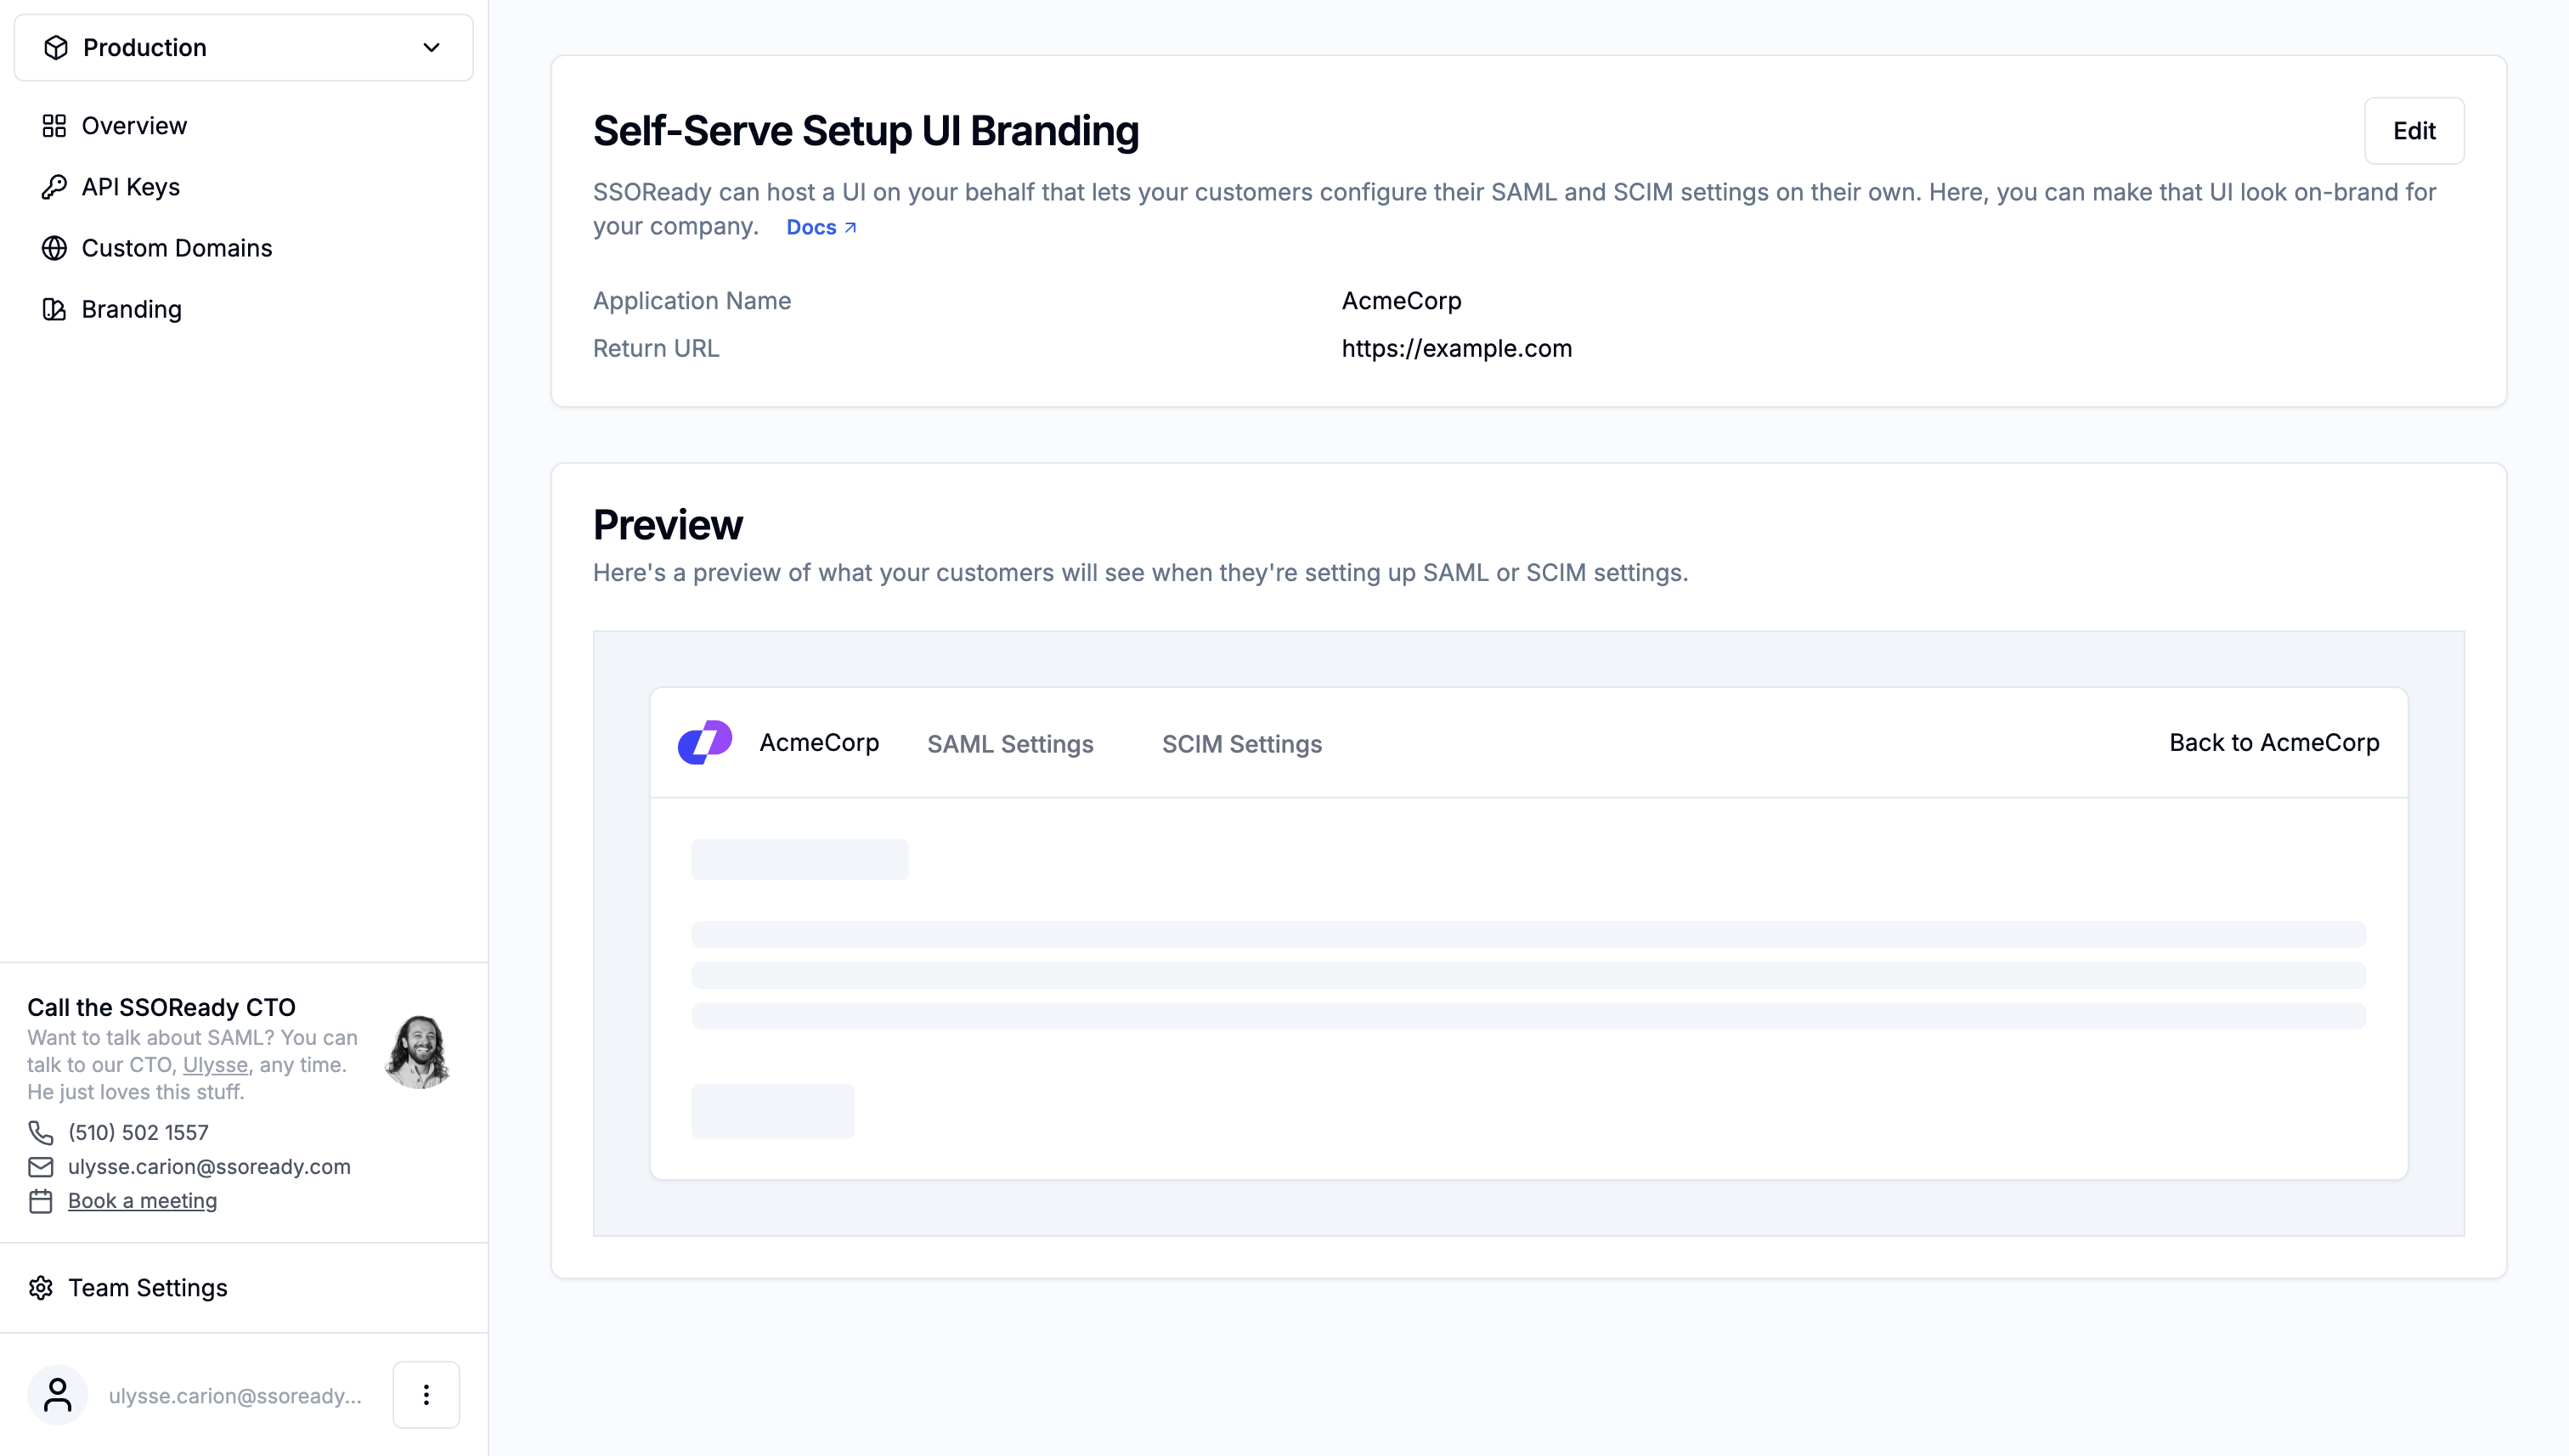 Production
Overview
API Keys
Custom Domains
Branding
Call the SSOReady CTO
Want to talk about SAML? You can
talk to our CTO, Ulysse, any time.
He just loves this stuff.
(510) 502 1557
ulysse.carion@ssoready.com
Book a meeting
Team Settings
ulysse.carion@ssoready...
Self-Serve Setup UI Branding
Edit
SSOReady can host a UI on your behalf that lets your customers configure their SAML and SCIM settings on their own. Here, you can make that UI look on-brand for
your company. Docs
Application Name AcmeCorp
Return URL https://example.com
Preview
Here's a preview of what your customers will see when they're setting up SAML or SCIM settings.
AcmeCorp SAML Settings SCIM Settings Back to AcmeCorp